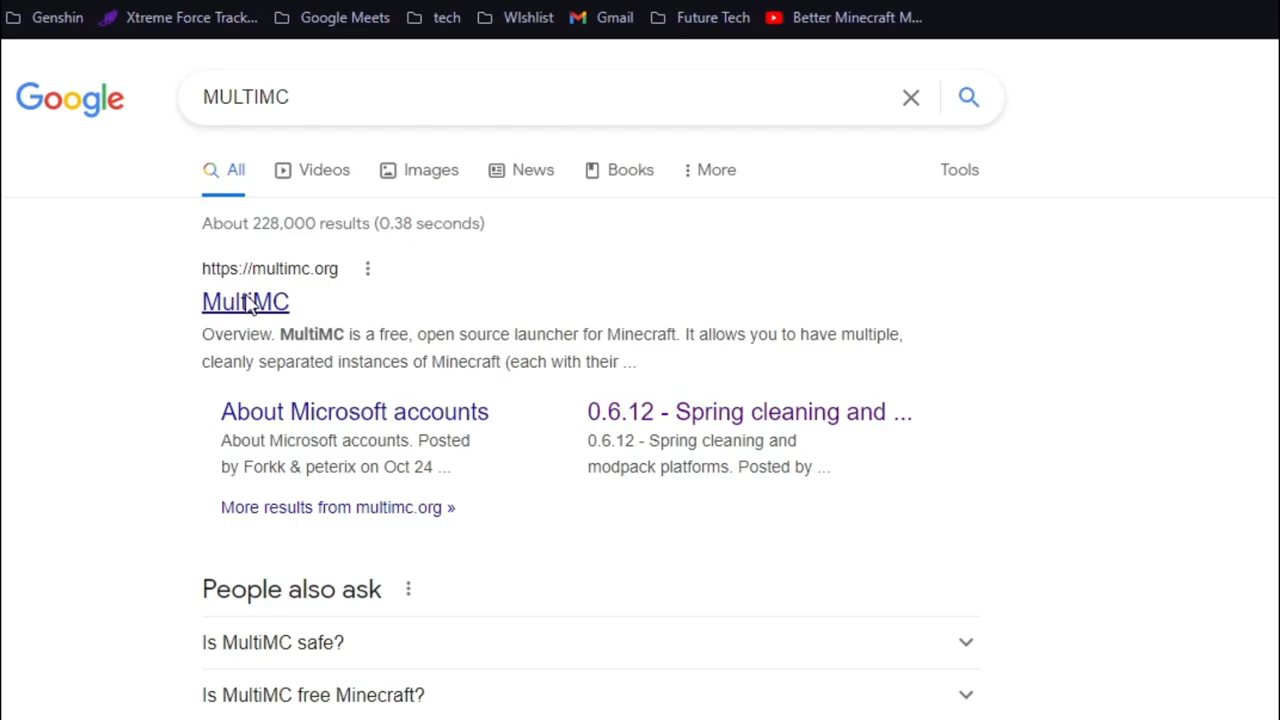 Genshin Xtreme Force Track... Google Meets tech WIshlist Gmail Future Tech Better Minecraft M...
Google MULTIMC
All Videos Images News Books More Tools
About 228,000 results (0.38 seconds)
https://multimc.org
MultiMC
Overview. MultiMC is a free, open source launcher for Minecraft. It allows you to have multiple,
cleanly separated instances of Minecraft (each with their ...
About Microsoft accounts
About Microsoft accounts. Posted
by Forkk & peterix on Oct 24 ...
0.6.12 - Spring cleaning and ...
0.6.12 - Spring cleaning and
modpack platforms. Posted by ...
More results from multimc.org »
People also ask
Is MultiMC safe?
Is MultiMC free Minecraft?